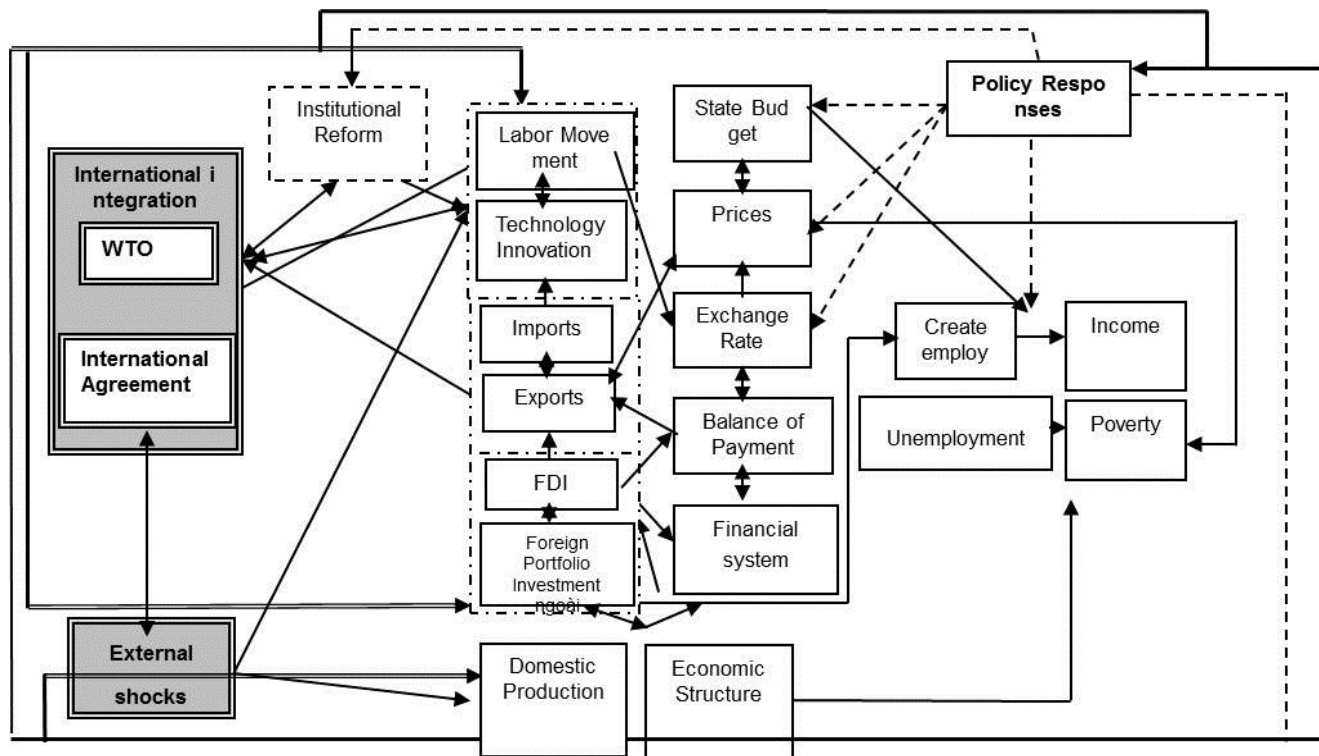 Policy Respo
nses
Institutional
Reform
State Bud
get
Labor Move
ment
International i
ntegration
WTO
Technology
Innovation
Prices
Imports
Exchange
Rate
Create
employ
Income
International
Agreement
Exports
Balance of
Payment
Unemployment
Poverty
FDI
Financial
system
Foreign
Portfolio
Investment
ngoài
External
shocks
Domestic
Production
Economic
Structure